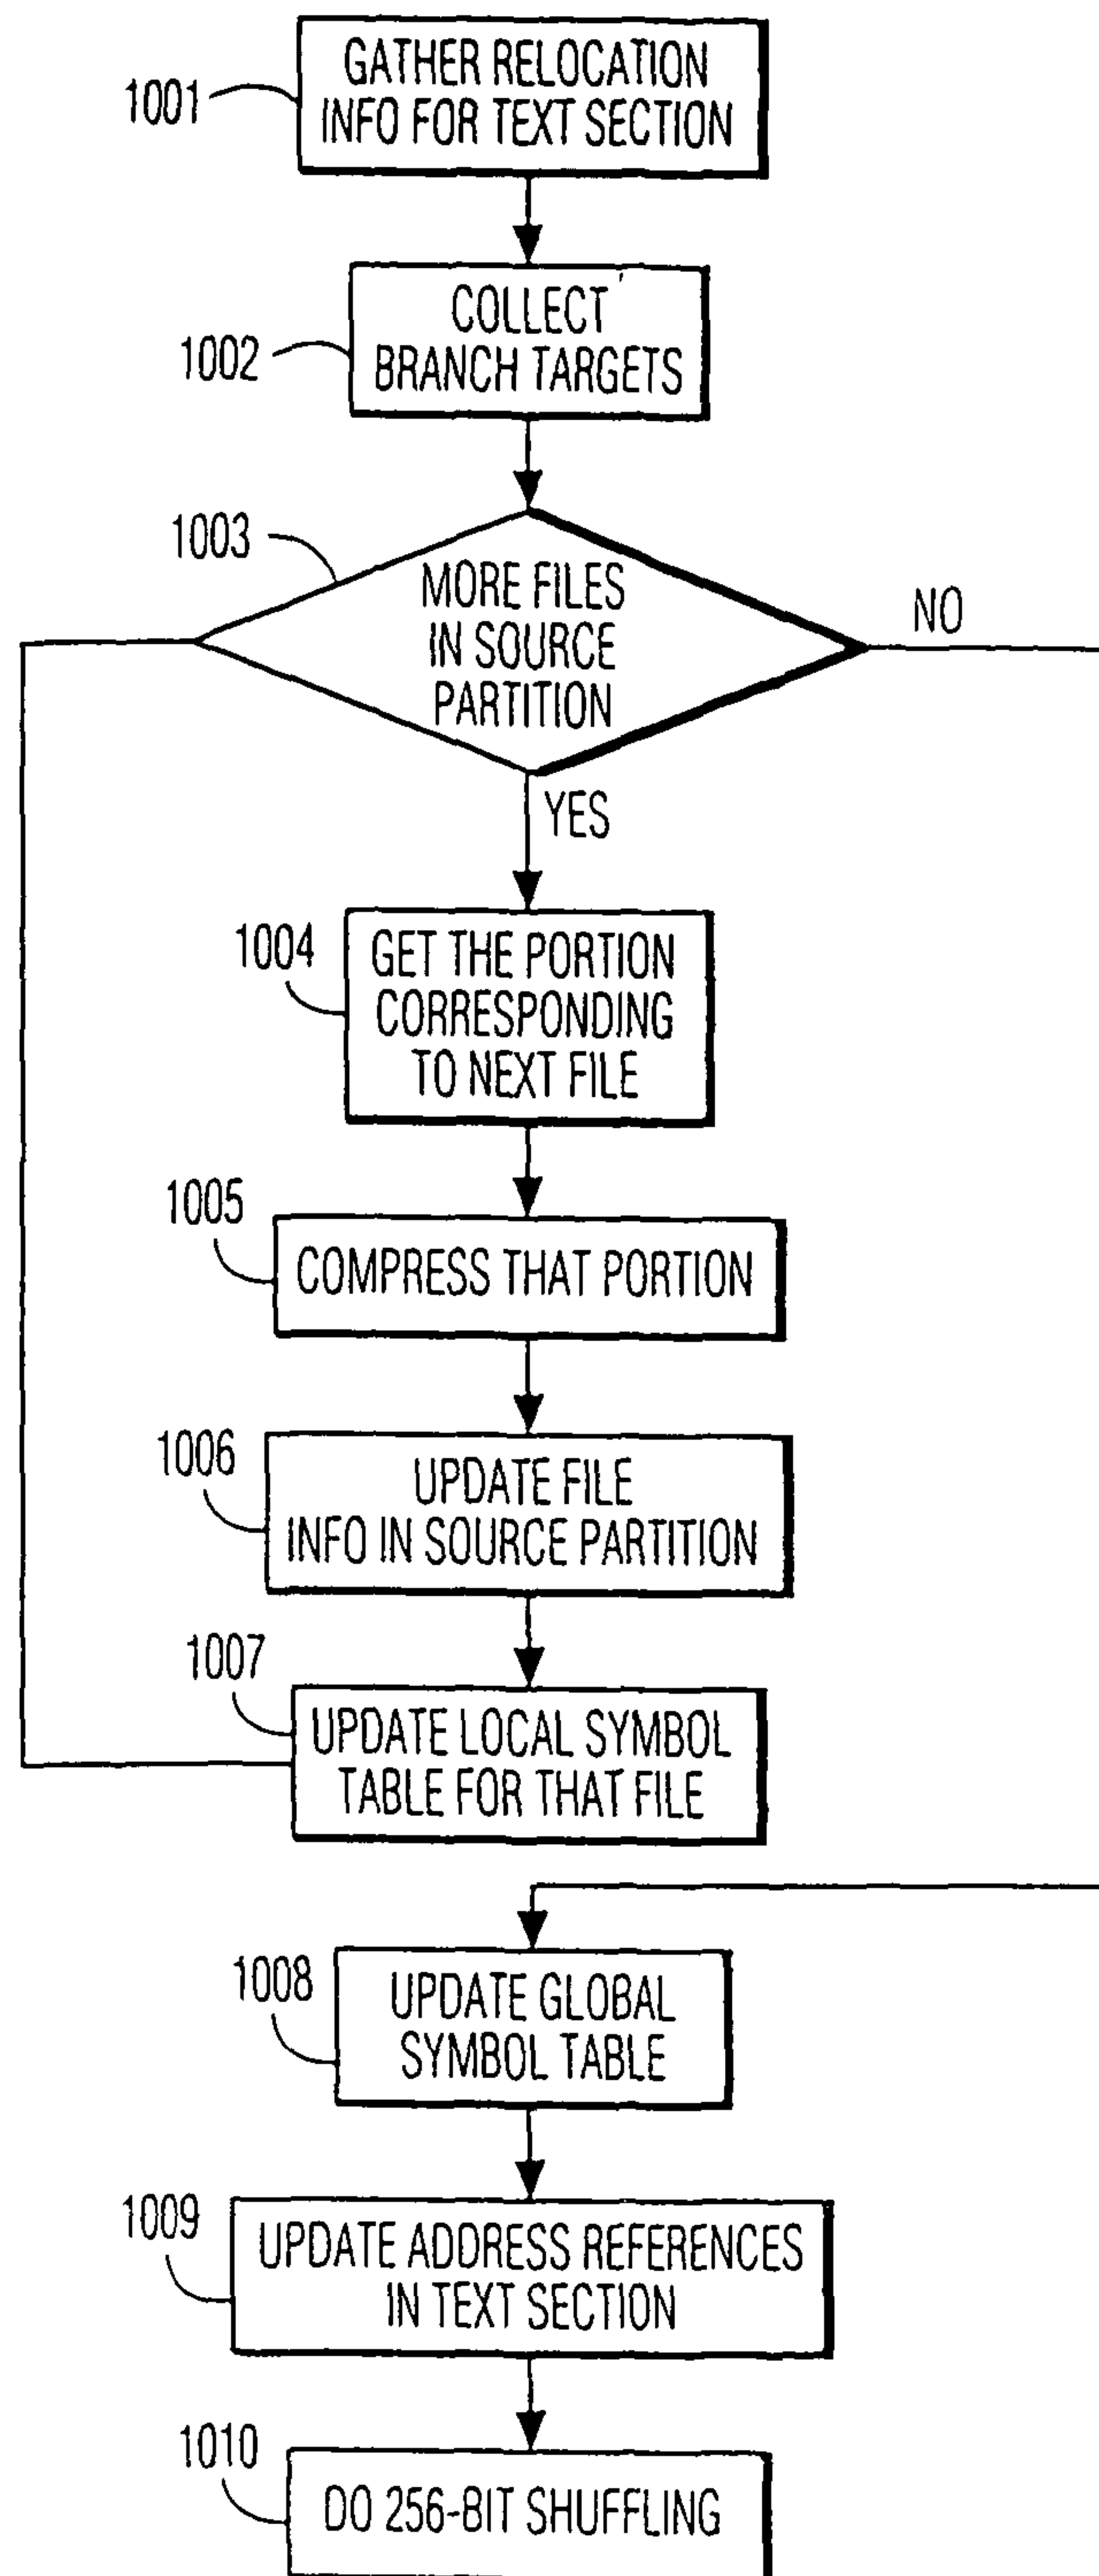 1001
GATHER RELOCATION
INFO FOR TEXT SECTION
1002
COLLECT
BRANCH TARGETS
1003
MORE FILES
IN SOURCE
PARTITION
NO
YES
1004
GET THE PORTION
CORRESPONDING
TO NEXT FILE
1005
COMPRESS THAT PORTION
1006
UPDATE FILE
INFO IN SOURCE PARTITION
1007
UPDATE LOCAL SYMBOL
TABLE FOR THAT FILE
1008
UPDATE GLOBAL
SYMBOL TABLE
1009
UPDATE ADDRESS REFERENCES
IN TEXT SECTION
1010
DO 256-BIT SHUFFLING